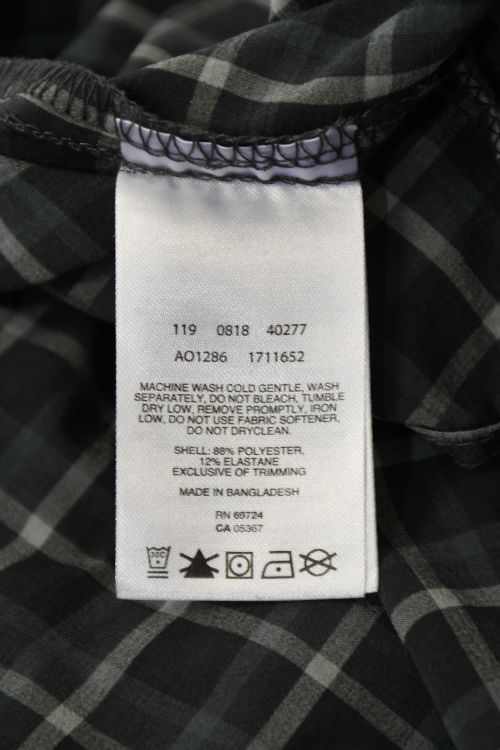 119 0818 40277
AO1286 1711652
MACHINE WASH COLD GENTLE, WASH
SEPARATELY, DO NOT BLEACH, TUMBLE
DRY LOW, REMOVE PROMPTLY, IRON
LOW, DO NOT USE FABRIC SOFTENER,
DO NOT DRYCLEAN.
SHELL: 88% POLYESTER,
12% ELASTANE
EXCLUSIVE OF TRIMMING
MADE IN BANGLADESH
RN 69724
CA 05367
30C